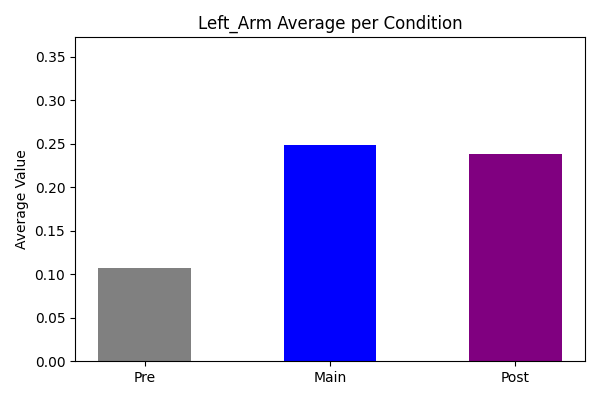 Left_Arm Average per Condition
Average Value
0.35
0.30
0.25
0.20
0.15
0.10
0.05
0.00
Pre
Main
Post